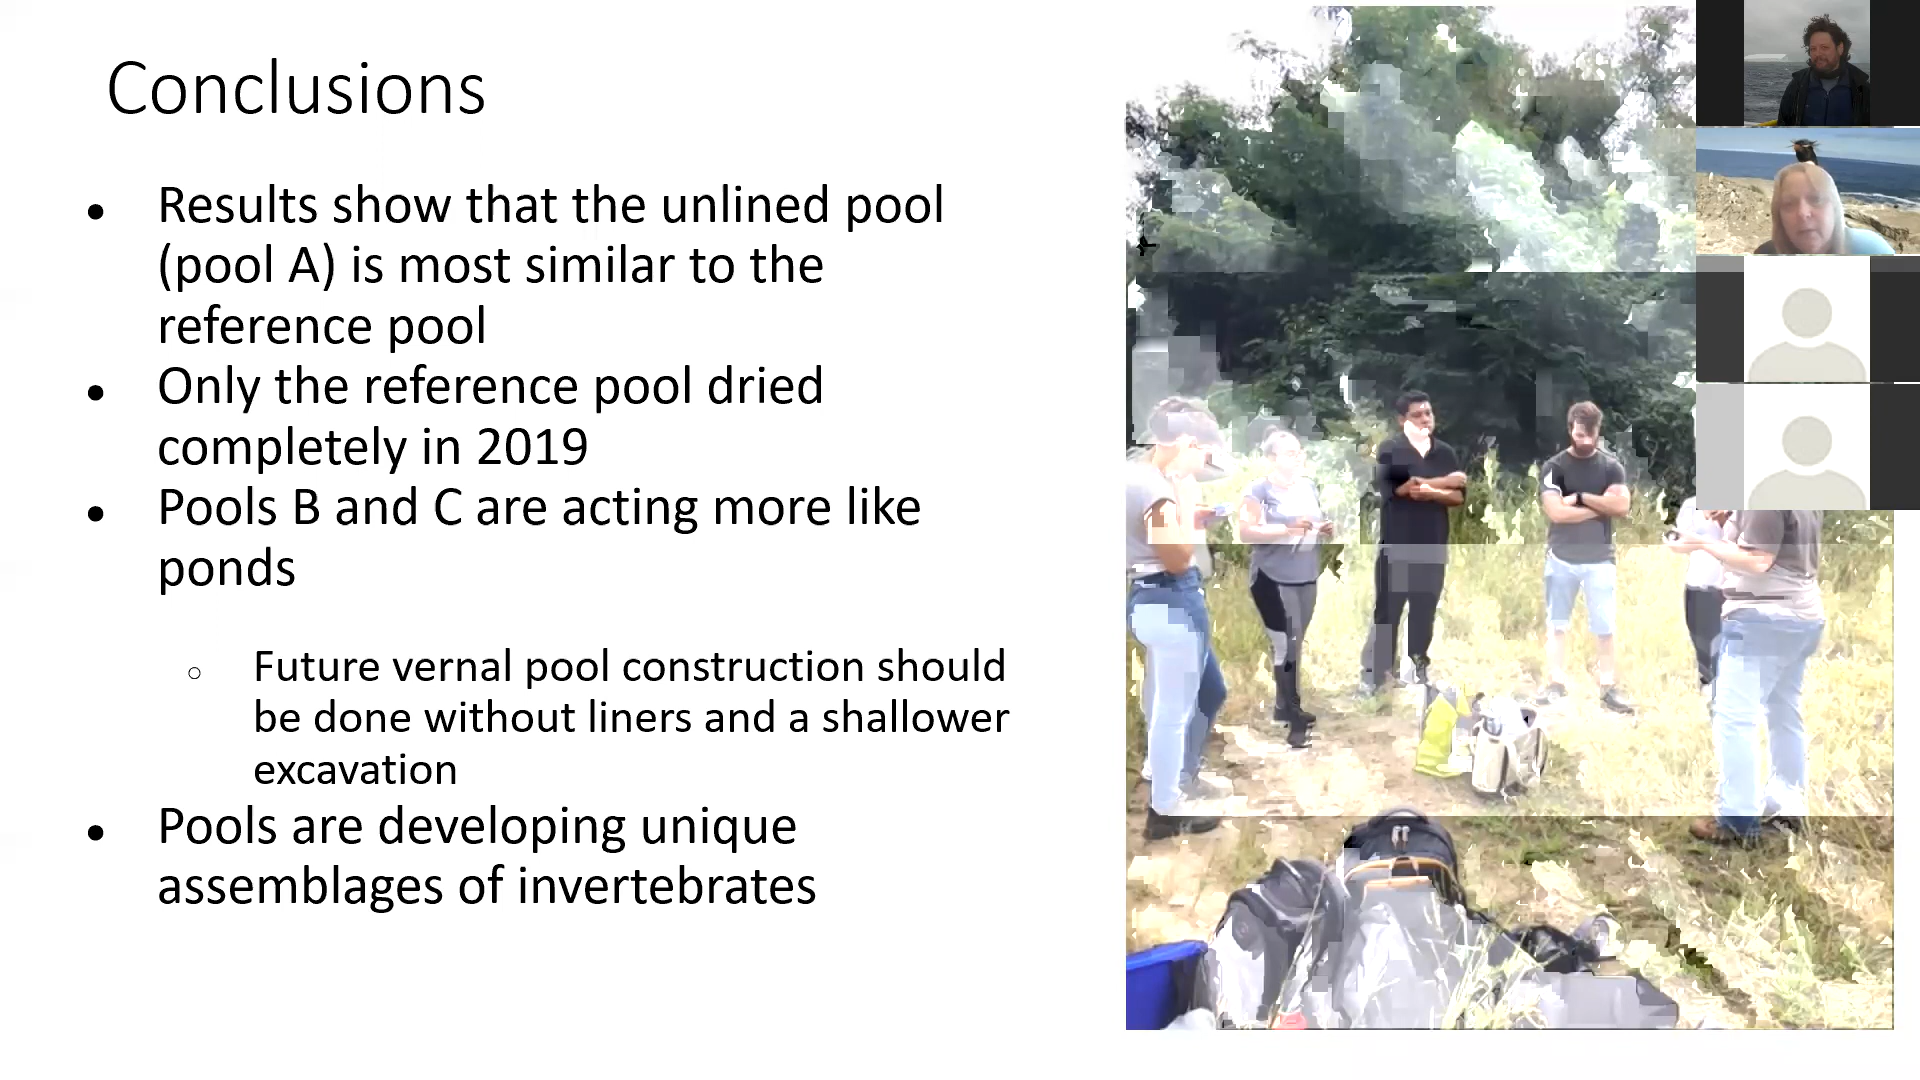 Conclusions
● Results show that the unlined pool
(pool A) is most similar to the
reference pool
● Only the reference pool dried
completely in 2019
● Pools B and C are acting more like
ponds
○ Future vernal pool construction should
be done without liners and a shallower
excavation
● Pools are developing unique
assemblages of invertebrates